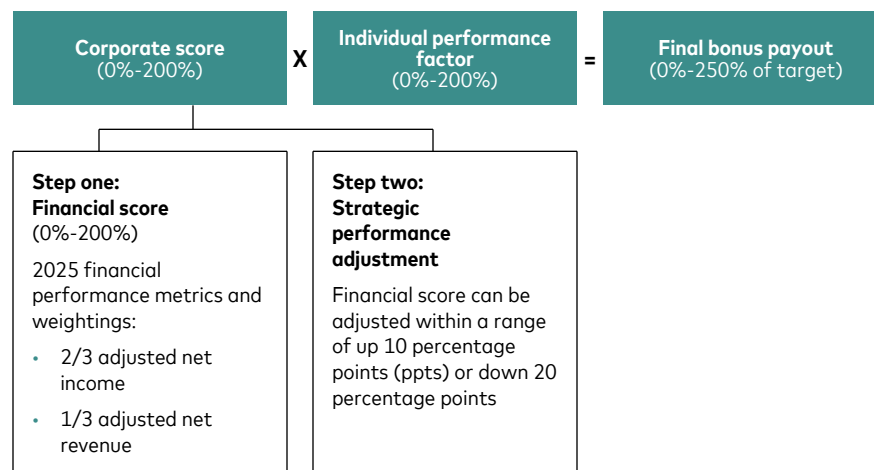 Corporate score
(0%-200%)
X
Individual performance
factor
(0%-200%)
=
Final bonus payout
(0%-250% of target)
Step one:
Financial score
(0%-200%)
2025 financial
performance metrics and
weightings:
• 2/3 adjusted net
income
• 1/3 adjusted net
revenue
Step two:
Strategic
performance
adjustment
Financial score can be
adjusted within a range
of up 10 percentage
points (ppts) or down 20
percentage points